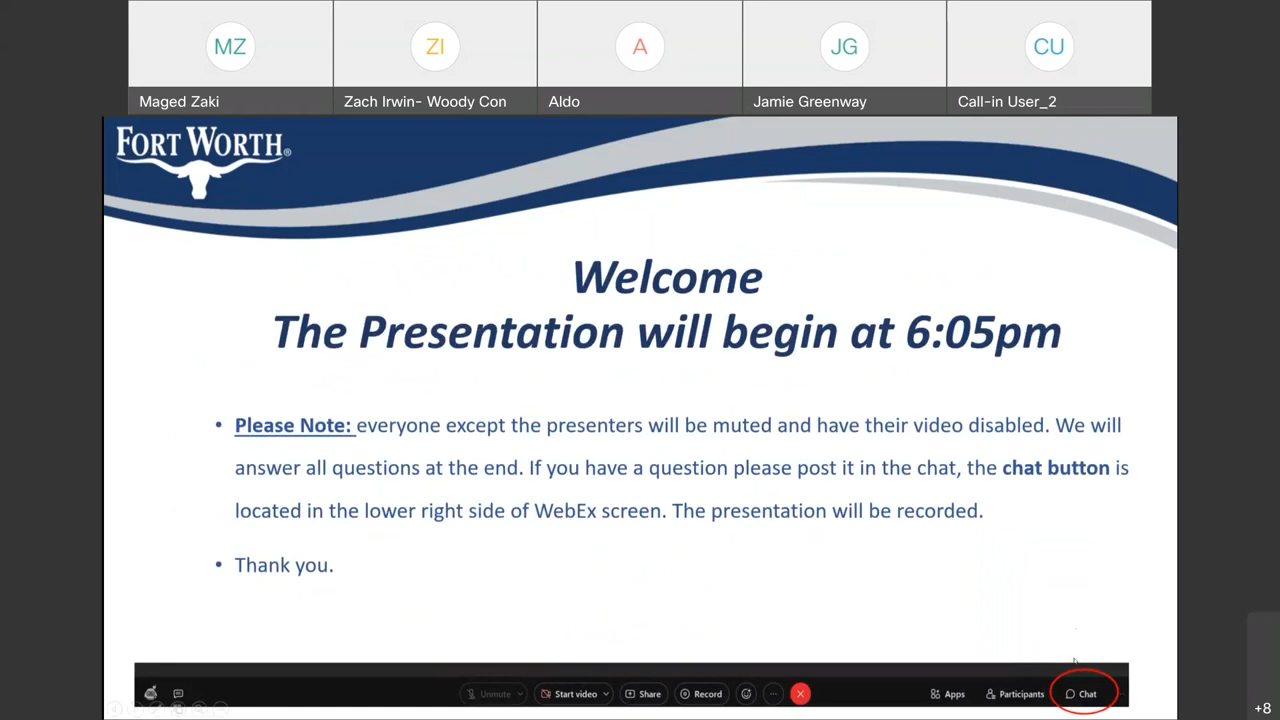 MZ
ZI
A
JG
CU
Maged Zaki
Zach Irwin- Woody Con
Aldo
Jamie Greenway
Call-in User_2
FORT WORTH®
Welcome
The Presentation will begin at 6:05pm
• Please Note: everyone except the presenters will be muted and have their video disabled. We will
answer all questions at the end. If you have a question please post it in the chat, the chat button is
located in the lower right side of WebEx screen. The presentation will be recorded.
• Thank you.
Unmute
Start video
Share
Record
Apps
Participants
Chat
+8